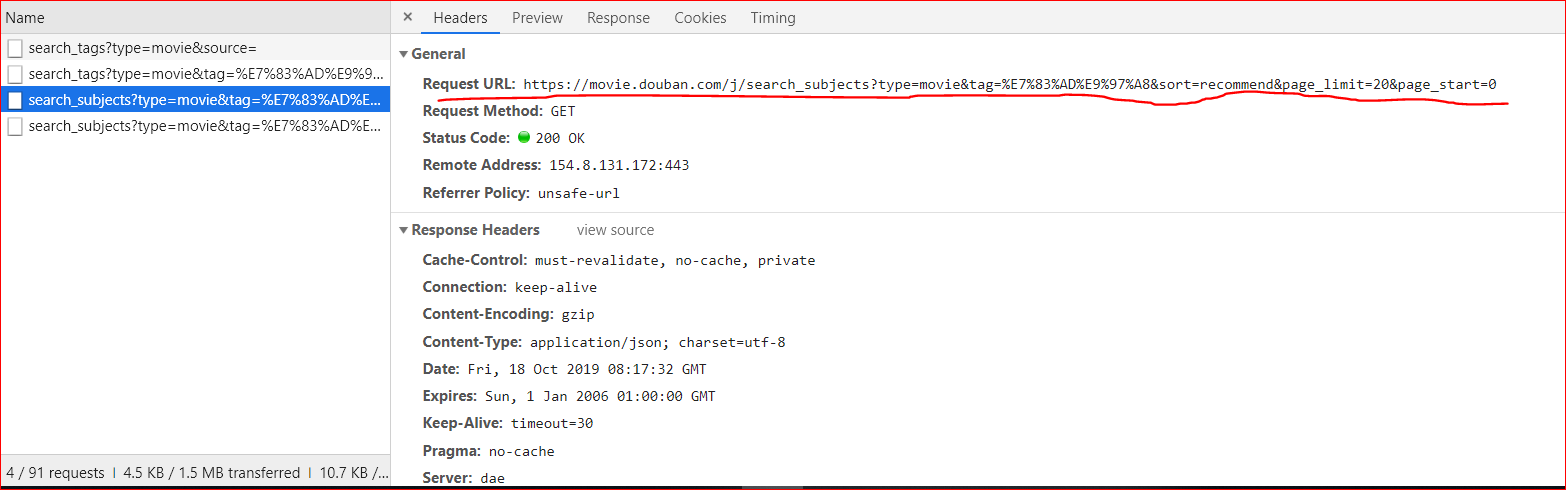 Name
× Headers Preview Response Cookies Timing
search_tags?type=movie&source=
search_tags?type=movie&tag=%E7%83%AD%E9%9...
search_subjects?type=movie&tag=%E7%83%AD%E...
search_subjects?type=movie&tag=%E7%83%AD%E...
4 / 91 requests | 4.5 KB / 1.5 MB transferred | 10.7 KB /...
▼ General
Request URL: https://movie.douban.com/j/search_subjects?type=movie&tag=%E7%83%AD%E9%97%A8&sort=recommend&page_limit=20&page_start=0
Request Method: GET
Status Code: 200 OK
Remote Address: 154.8.131.172:443
Referrer Policy: unsafe-url
▼ Response Headers view source
Cache-Control: must-revalidate, no-cache, private
Connection: keep-alive
Content-Encoding: gzip
Content-Type: application/json; charset=utf-8
Date: Fri, 18 Oct 2019 08:17:32 GMT
Expires: Sun, 1 Jan 2006 01:00:00 GMT
Keep-Alive: timeout=30
Pragma: no-cache
Server: dae